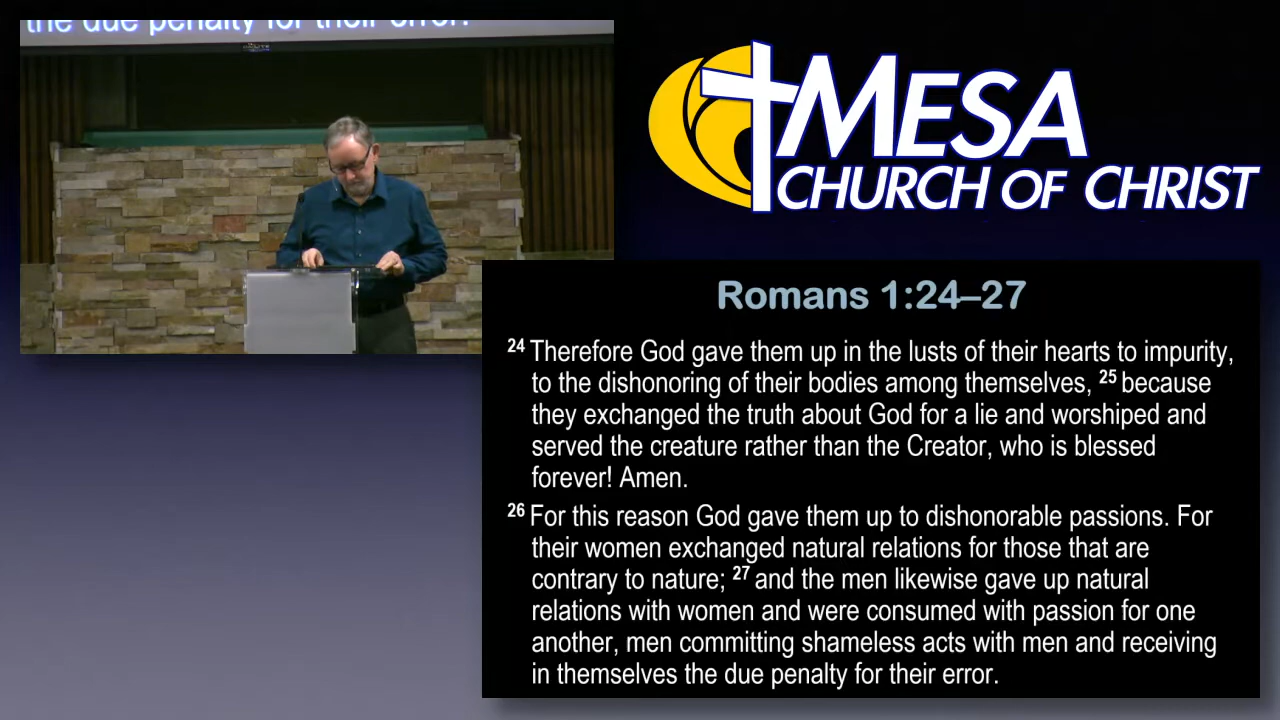 the due penalty for their error.
MESA
CHURCH OF CHRIST
Romans 1:24–27
24 Therefore God gave them up in the lusts of their hearts to impurity,
to the dishonoring of their bodies among themselves, 25 because
they exchanged the truth about God for a lie and worshiped and
served the creature rather than the Creator, who is blessed
forever! Amen.
26 For this reason God gave them up to dishonorable passions. For
their women exchanged natural relations for those that are
contrary to nature; 27 and the men likewise gave up natural
relations with women and were consumed with passion for one
another, men committing shameless acts with men and receiving
in themselves the due penalty for their error.